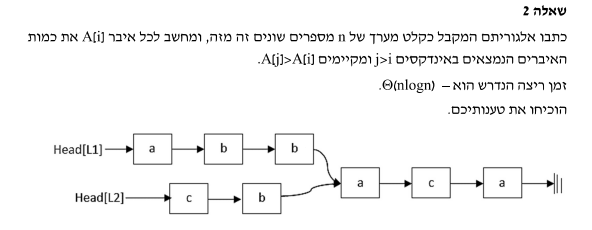 שאלה 2
כתבו אלגוריתם המקבל כקלט מערך של n מספרים שונים זה מזה, ומחשב לכל איבר A[i] את כמות
האיברים הנמצאים באינדקסים j>i ומקיימים A[j]>A[i].
זמן ריצה הנדרש הוא – Θ(nlogn).
הוכיחו את טענותיכם.
Head[L1] a b b
a c a
Head[L2] c b